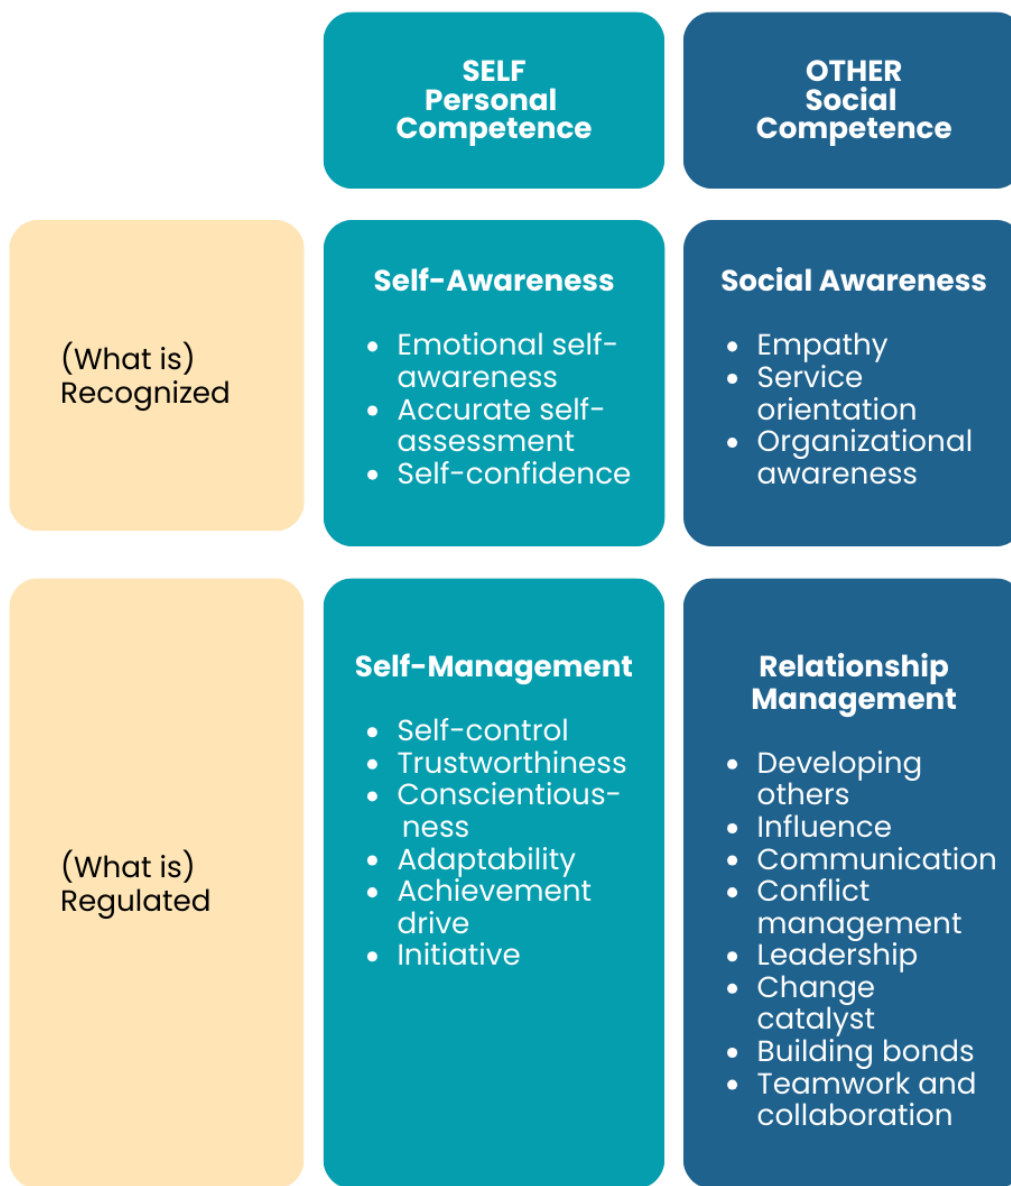 SELF
Personal
Competence
OTHER
Social
Competence
(What is)
Recognized
Self-Awareness
• Emotional self-
awareness
• Accurate self-
assessment
• Self-confidence
Social Awareness
• Empathy
• Service
orientation
• Organizational
awareness
(What is)
Regulated
Self-Management
• Self-control
• Trustworthiness
• Conscientious-
ness
• Adaptability
• Achievement
drive
• Initiative
Relationship
Management
• Developing
others
• Influence
• Communication
• Conflict
management
• Leadership
• Change
catalyst
• Building bonds
• Teamwork and
collaboration